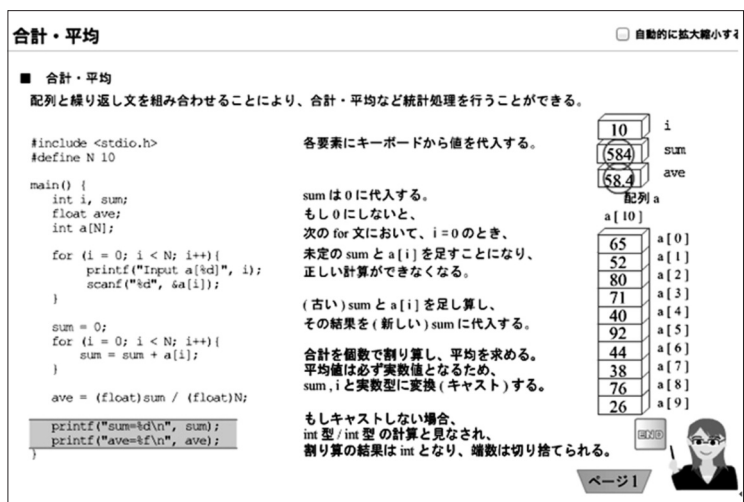 合計・平均
自動的に拡大縮小する
■ 合計・平均
配列と繰り返し文を組み合わせることにより、合計・平均など統計処理を行うことができる。
#include <stdio.h>
#define N 10
main() {
int i, sum;
float ave;
int a[N];
for (i = 0; i < N; i++){
printf("Input a[%d]", i);
scanf("%d", &a[i]);
}
sum = 0;
for (i = 0; i < N; i++){
sum = sum + a[i];
}
ave = (float)sum / (float)N;
printf("sum=%d\n", sum);
printf("ave=%f\n", ave);
}
各要素にキーボードから値を代入する。
sum は 0 に代入する。
もし 0 にしないと、
次の for 文において、i = 0 のとき、
未定の sum と a [ i ] を足すことになり、
正しい計算ができなくなる。
( 古い ) sum と a [ i ] を足し算し、
その結果を ( 新しい ) sum に代入する。
合計を個数で割り算し、平均を求める。
平均値は必ず実数値となるため、
sum , i と実数型に変換 ( キャスト ) する。
もしキャストしない場合、
int 型 / int 型 の計算と見なされ、
割り算の結果は int となり、端数は切り捨てられる。
10 i
584 sum
58.4 ave
配列 a
a [ 10 ]
65 a [ 0 ]
52 a [ 1 ]
80 a [ 2 ]
71 a [ 3 ]
40 a [ 4 ]
92 a [ 5 ]
44 a [ 6 ]
38 a [ 7 ]
76 a [ 8 ]
26 a [ 9 ]
END
ページ 1